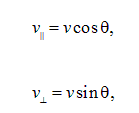 v∥ = v cos θ,
v⊥ = v sin θ,